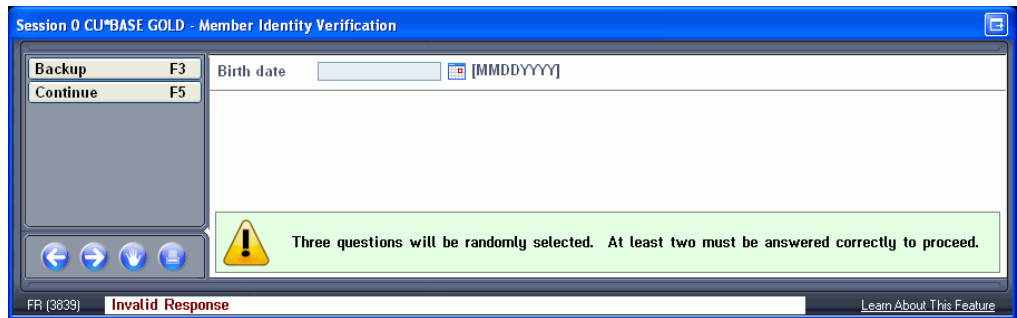 Session 0 CU*BASE GOLD - Member Identity Verification
Backup F3
Continue F5
Birth date [MMDDYYYY]
Three questions will be randomly selected. At least two must be answered correctly to proceed.
FR (3839) Invalid Response Learn About This Feature